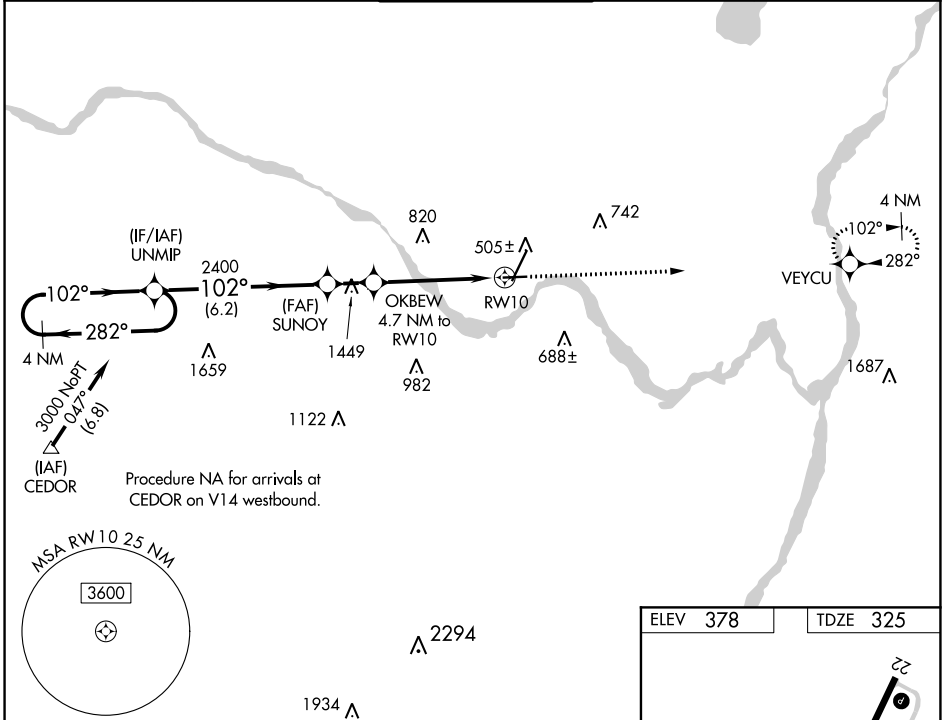 820
742
505±
4 NM
102°
282°
VEYCU
(IF/IAF)
UNMIP
2400
102°
(6.2)
102°
282°
4 NM
(FAF)
SUNOY
OKBEW
4.7 NM to
RW10
RW10
1449
1659
982
688±
1687
1122
3000 NoPT
047°
(6.8)
(IAF)
CEDOR
Procedure NA for arrivals at
CEDOR on V14 westbound.
MSA RW10 25 NM
3600
2294
1934
ELEV 378
TDZE 325
22